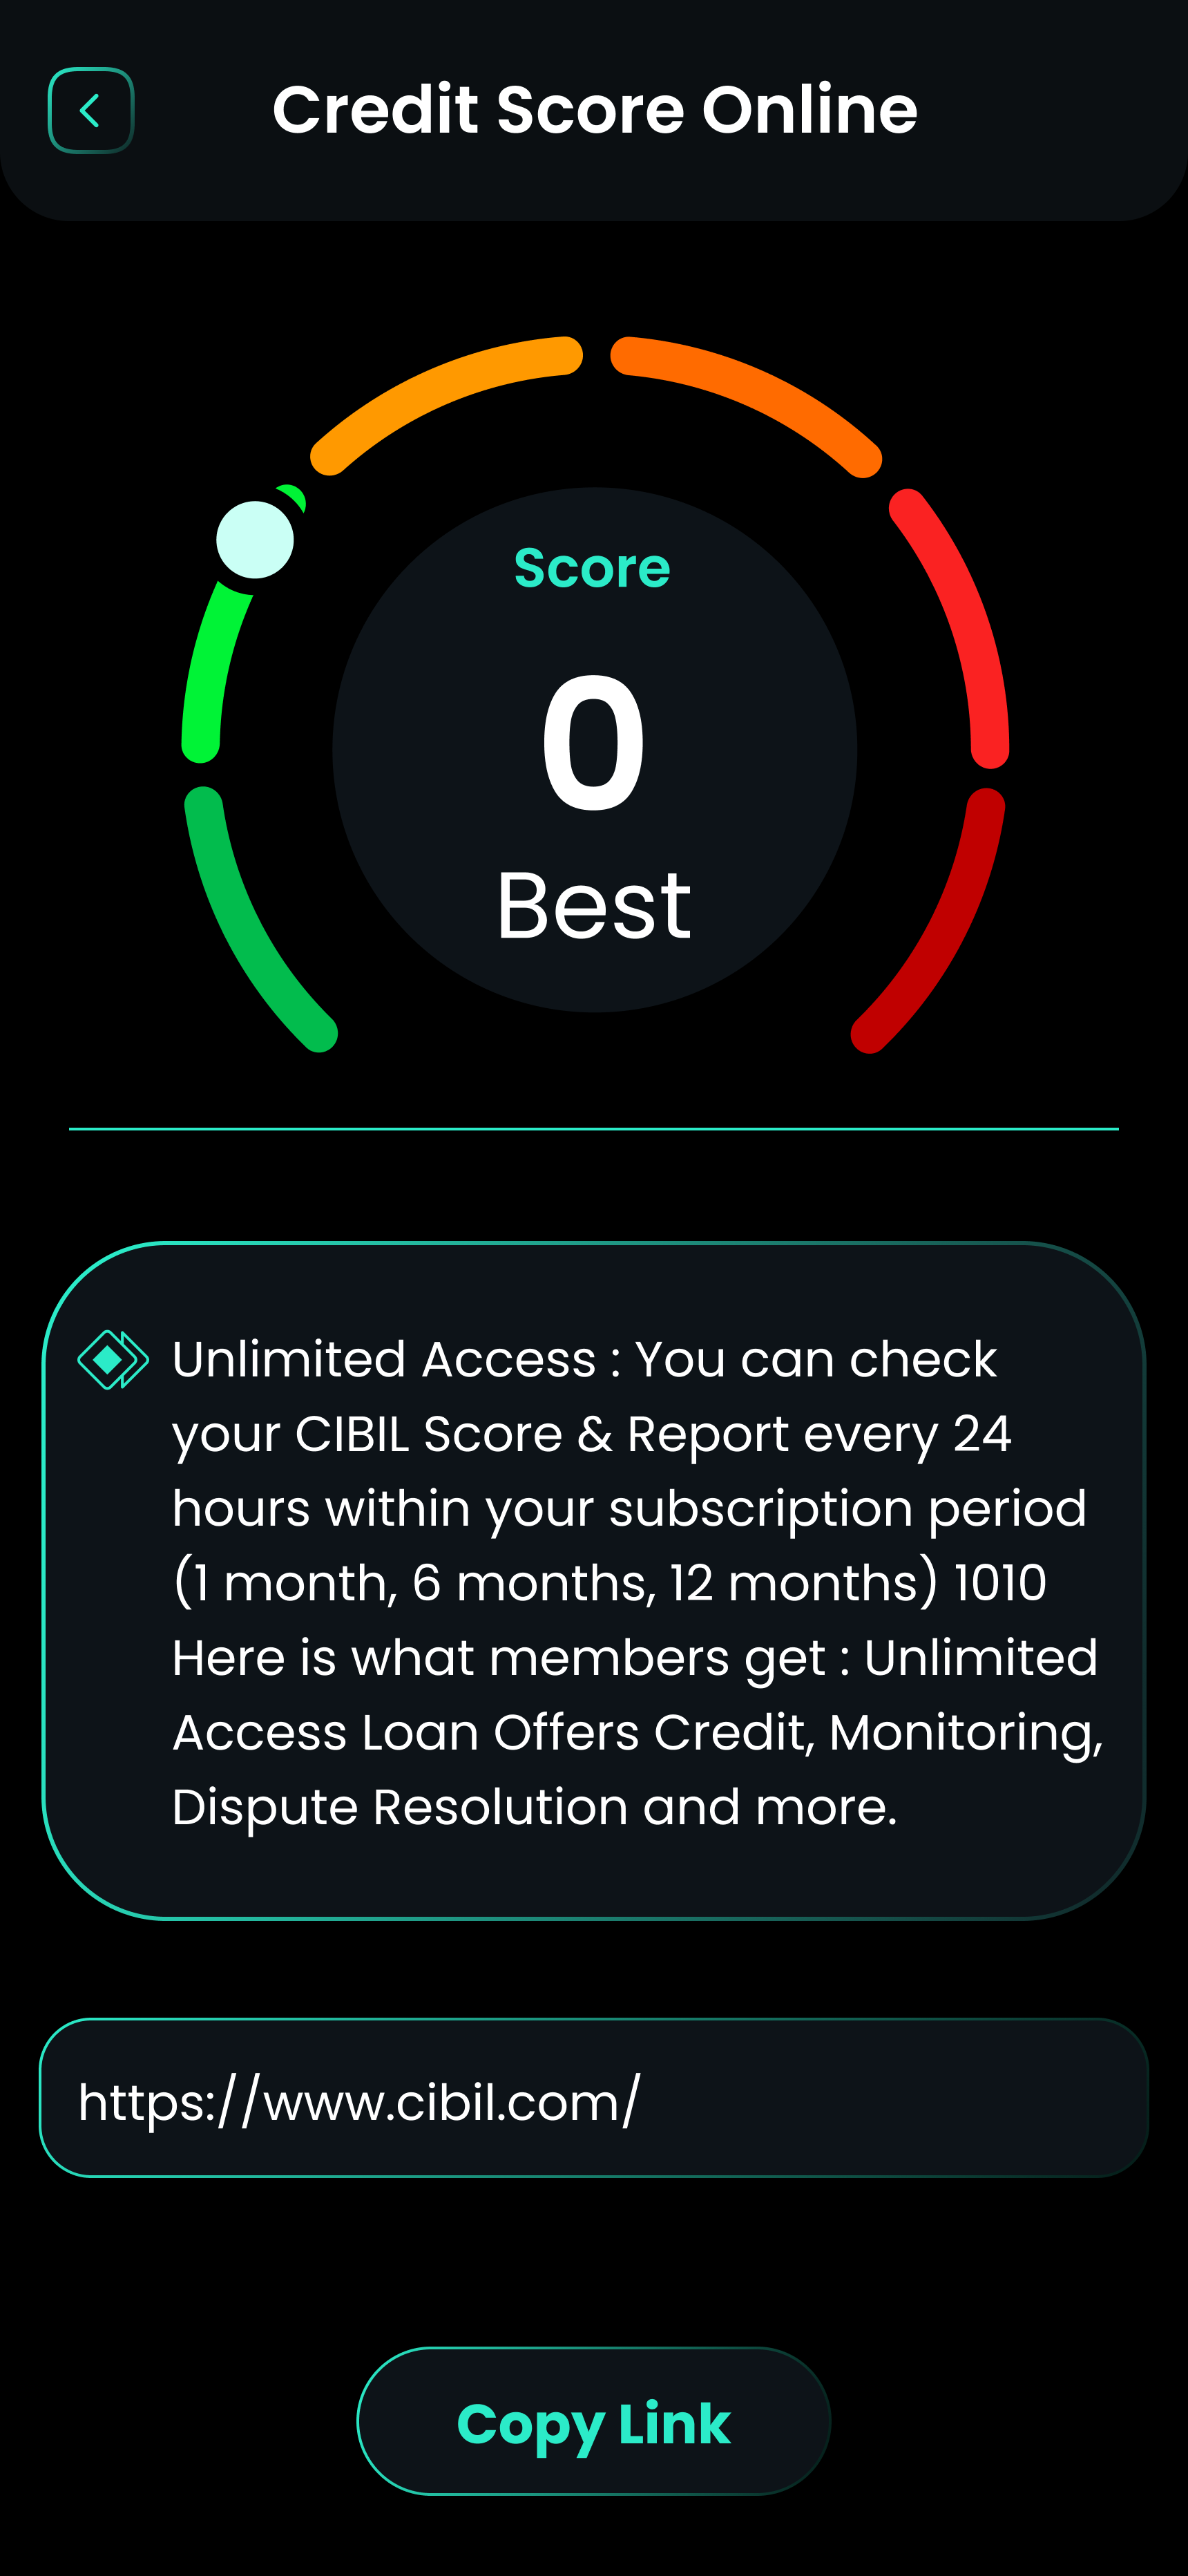 Credit Score Online
Score
0
Best
Unlimited Access : You can check
your CIBIL Score & Report every 24
hours within your subscription period
(1 month, 6 months, 12 months) 1010
Here is what members get : Unlimited
Access Loan Offers Credit, Monitoring,
Dispute Resolution and more.
https://www.cibil.com/
Copy Link